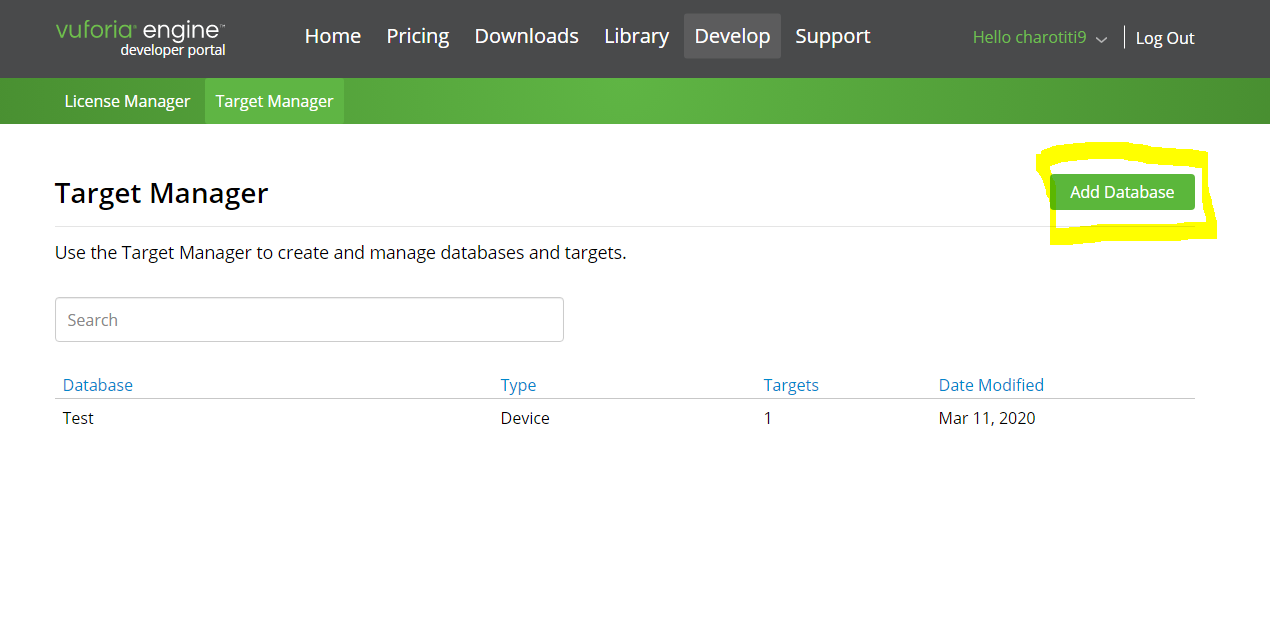 vuforia® engine™
developer portal
Home Pricing Downloads Library Develop Support
Hello charotiti9 Log Out
License Manager Target Manager
Target Manager
Add Database
Use the Target Manager to create and manage databases and targets.
Search
Database Type Targets Date Modified
Test Device 1 Mar 11, 2020